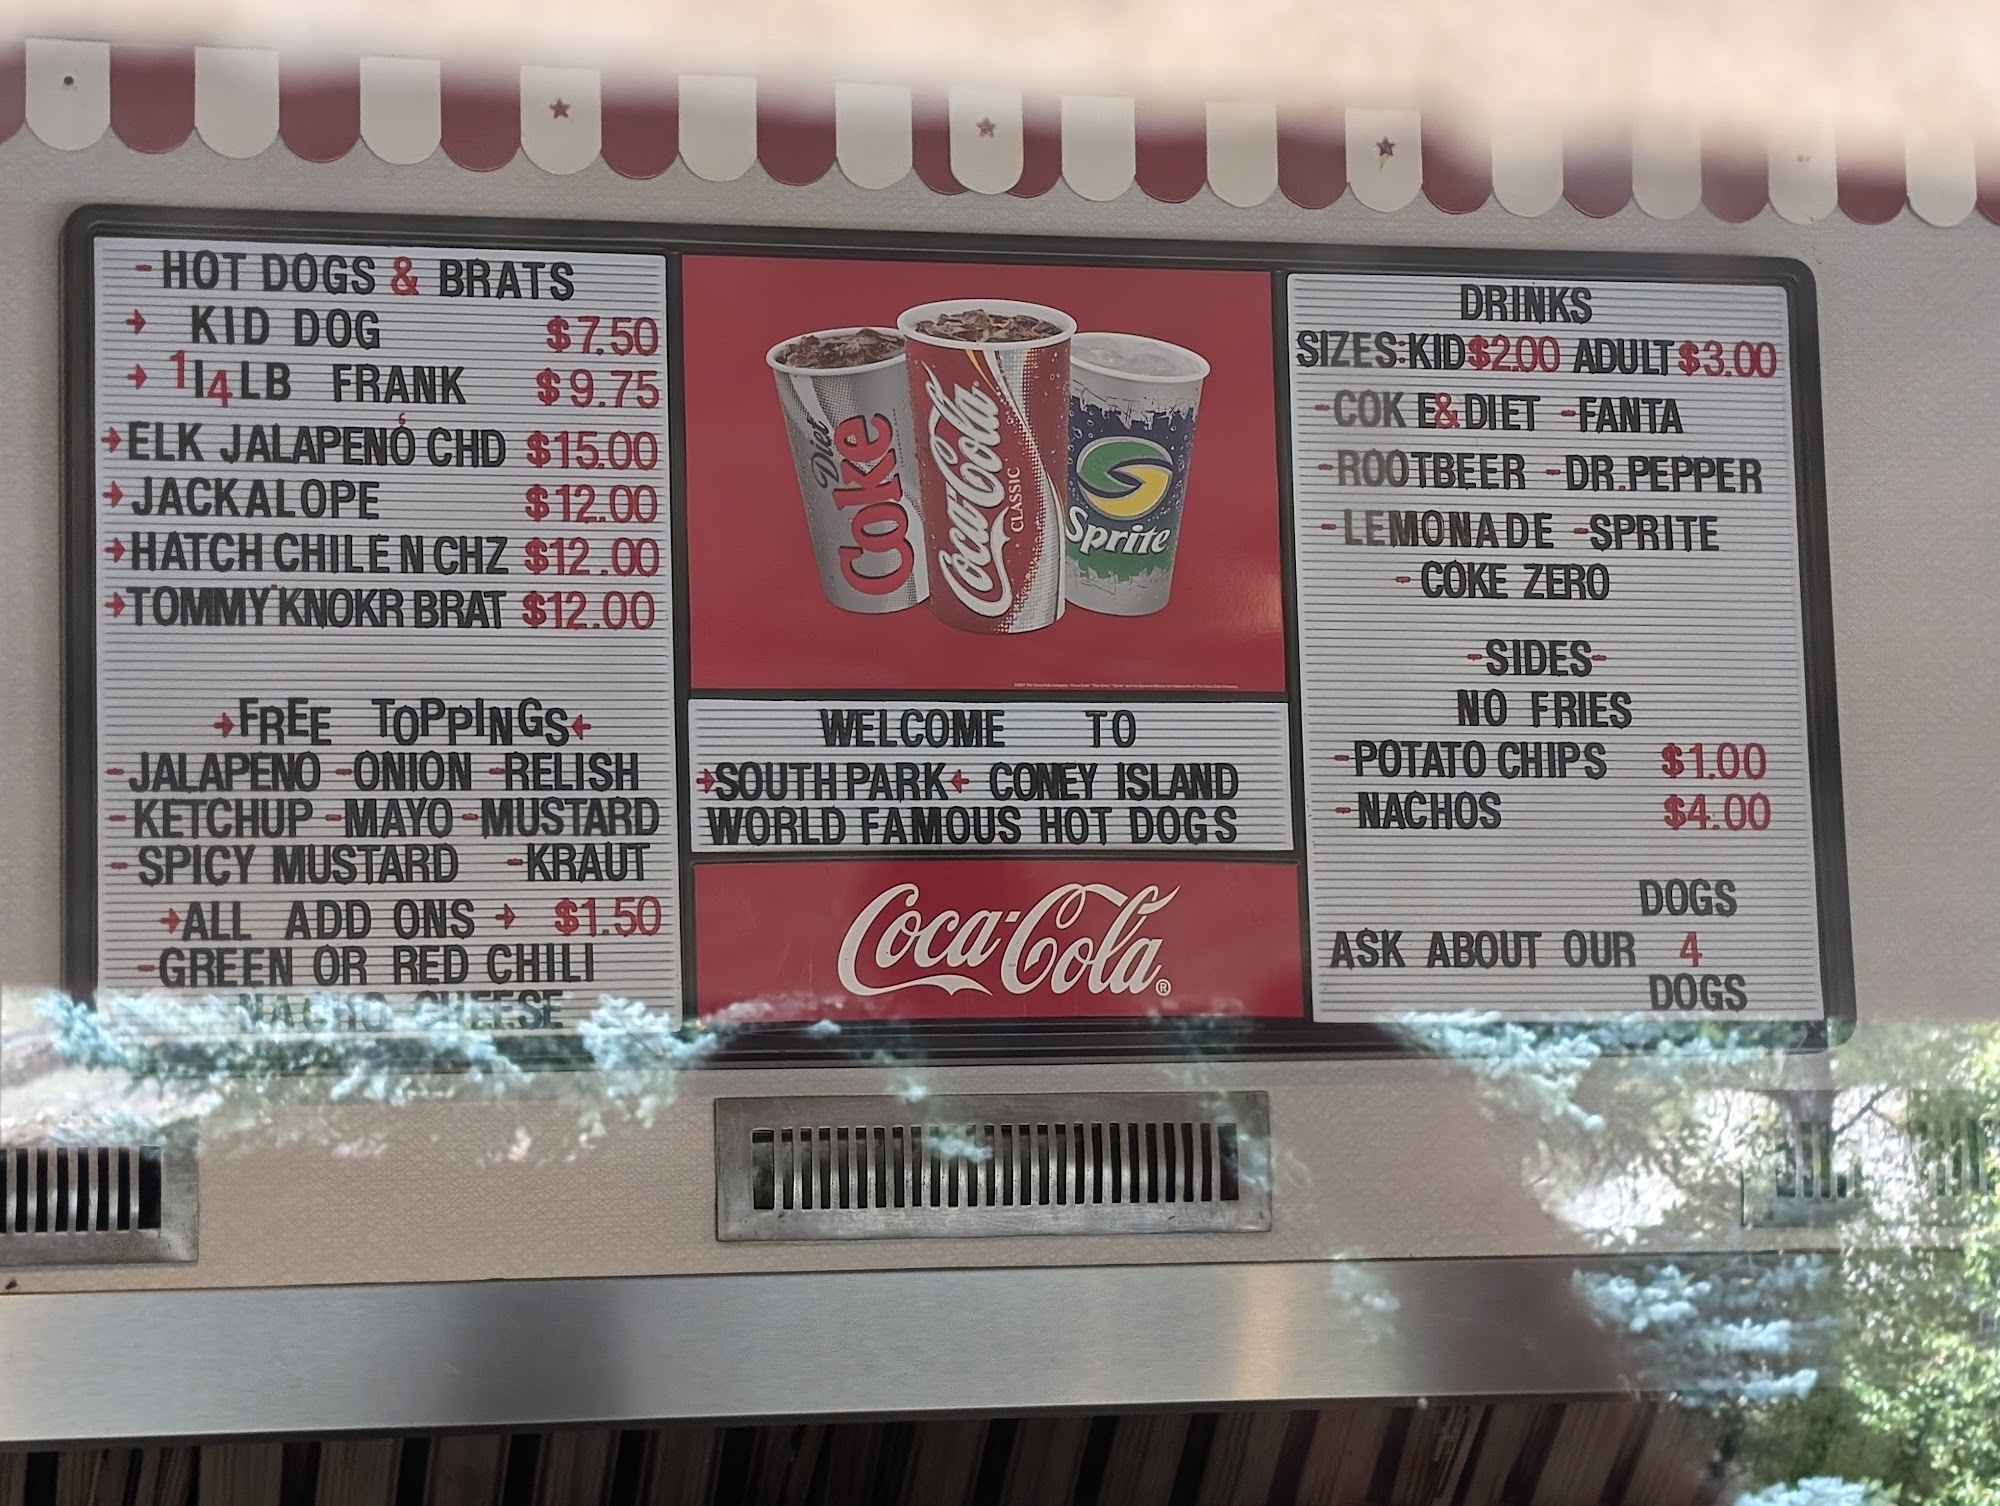 -HOT DOGS & BRATS
→ KID DOG $7.50
→ 1/4 LB FRANK $9.75
→ELK JALAPENO CHD $15.00
→JACKALOPE $12.00
→HATCH CHILE N CHZ $12.00
→TOMMY KNOKR BRAT $12.00
→FREE TOPPINGS←
-JALAPENO -ONION -RELISH
-KETCHUP -MAYO -MUSTARD
-SPICY MUSTARD -KRAUT
→ALL ADD ONS → $1.50
-GREEN OR RED CHILI
NACHO CHEESE
Diet Coke
Coca-Cola
CLASSIC
Sprite
WELCOME TO
→SOUTH PARK← CONEY ISLAND
WORLD FAMOUS HOT DOGS
Coca-Cola®
DRINKS
SIZES:KID$2.00 ADULT$3.00
-COKE&DIET -FANTA
-ROOTBEER -DR.PEPPER
-LEMONADE -SPRITE
-COKE ZERO
-SIDES-
NO FRIES
-POTATO CHIPS $1.00
-NACHOS $4.00
DOGS
ASK ABOUT OUR 4
DOGS